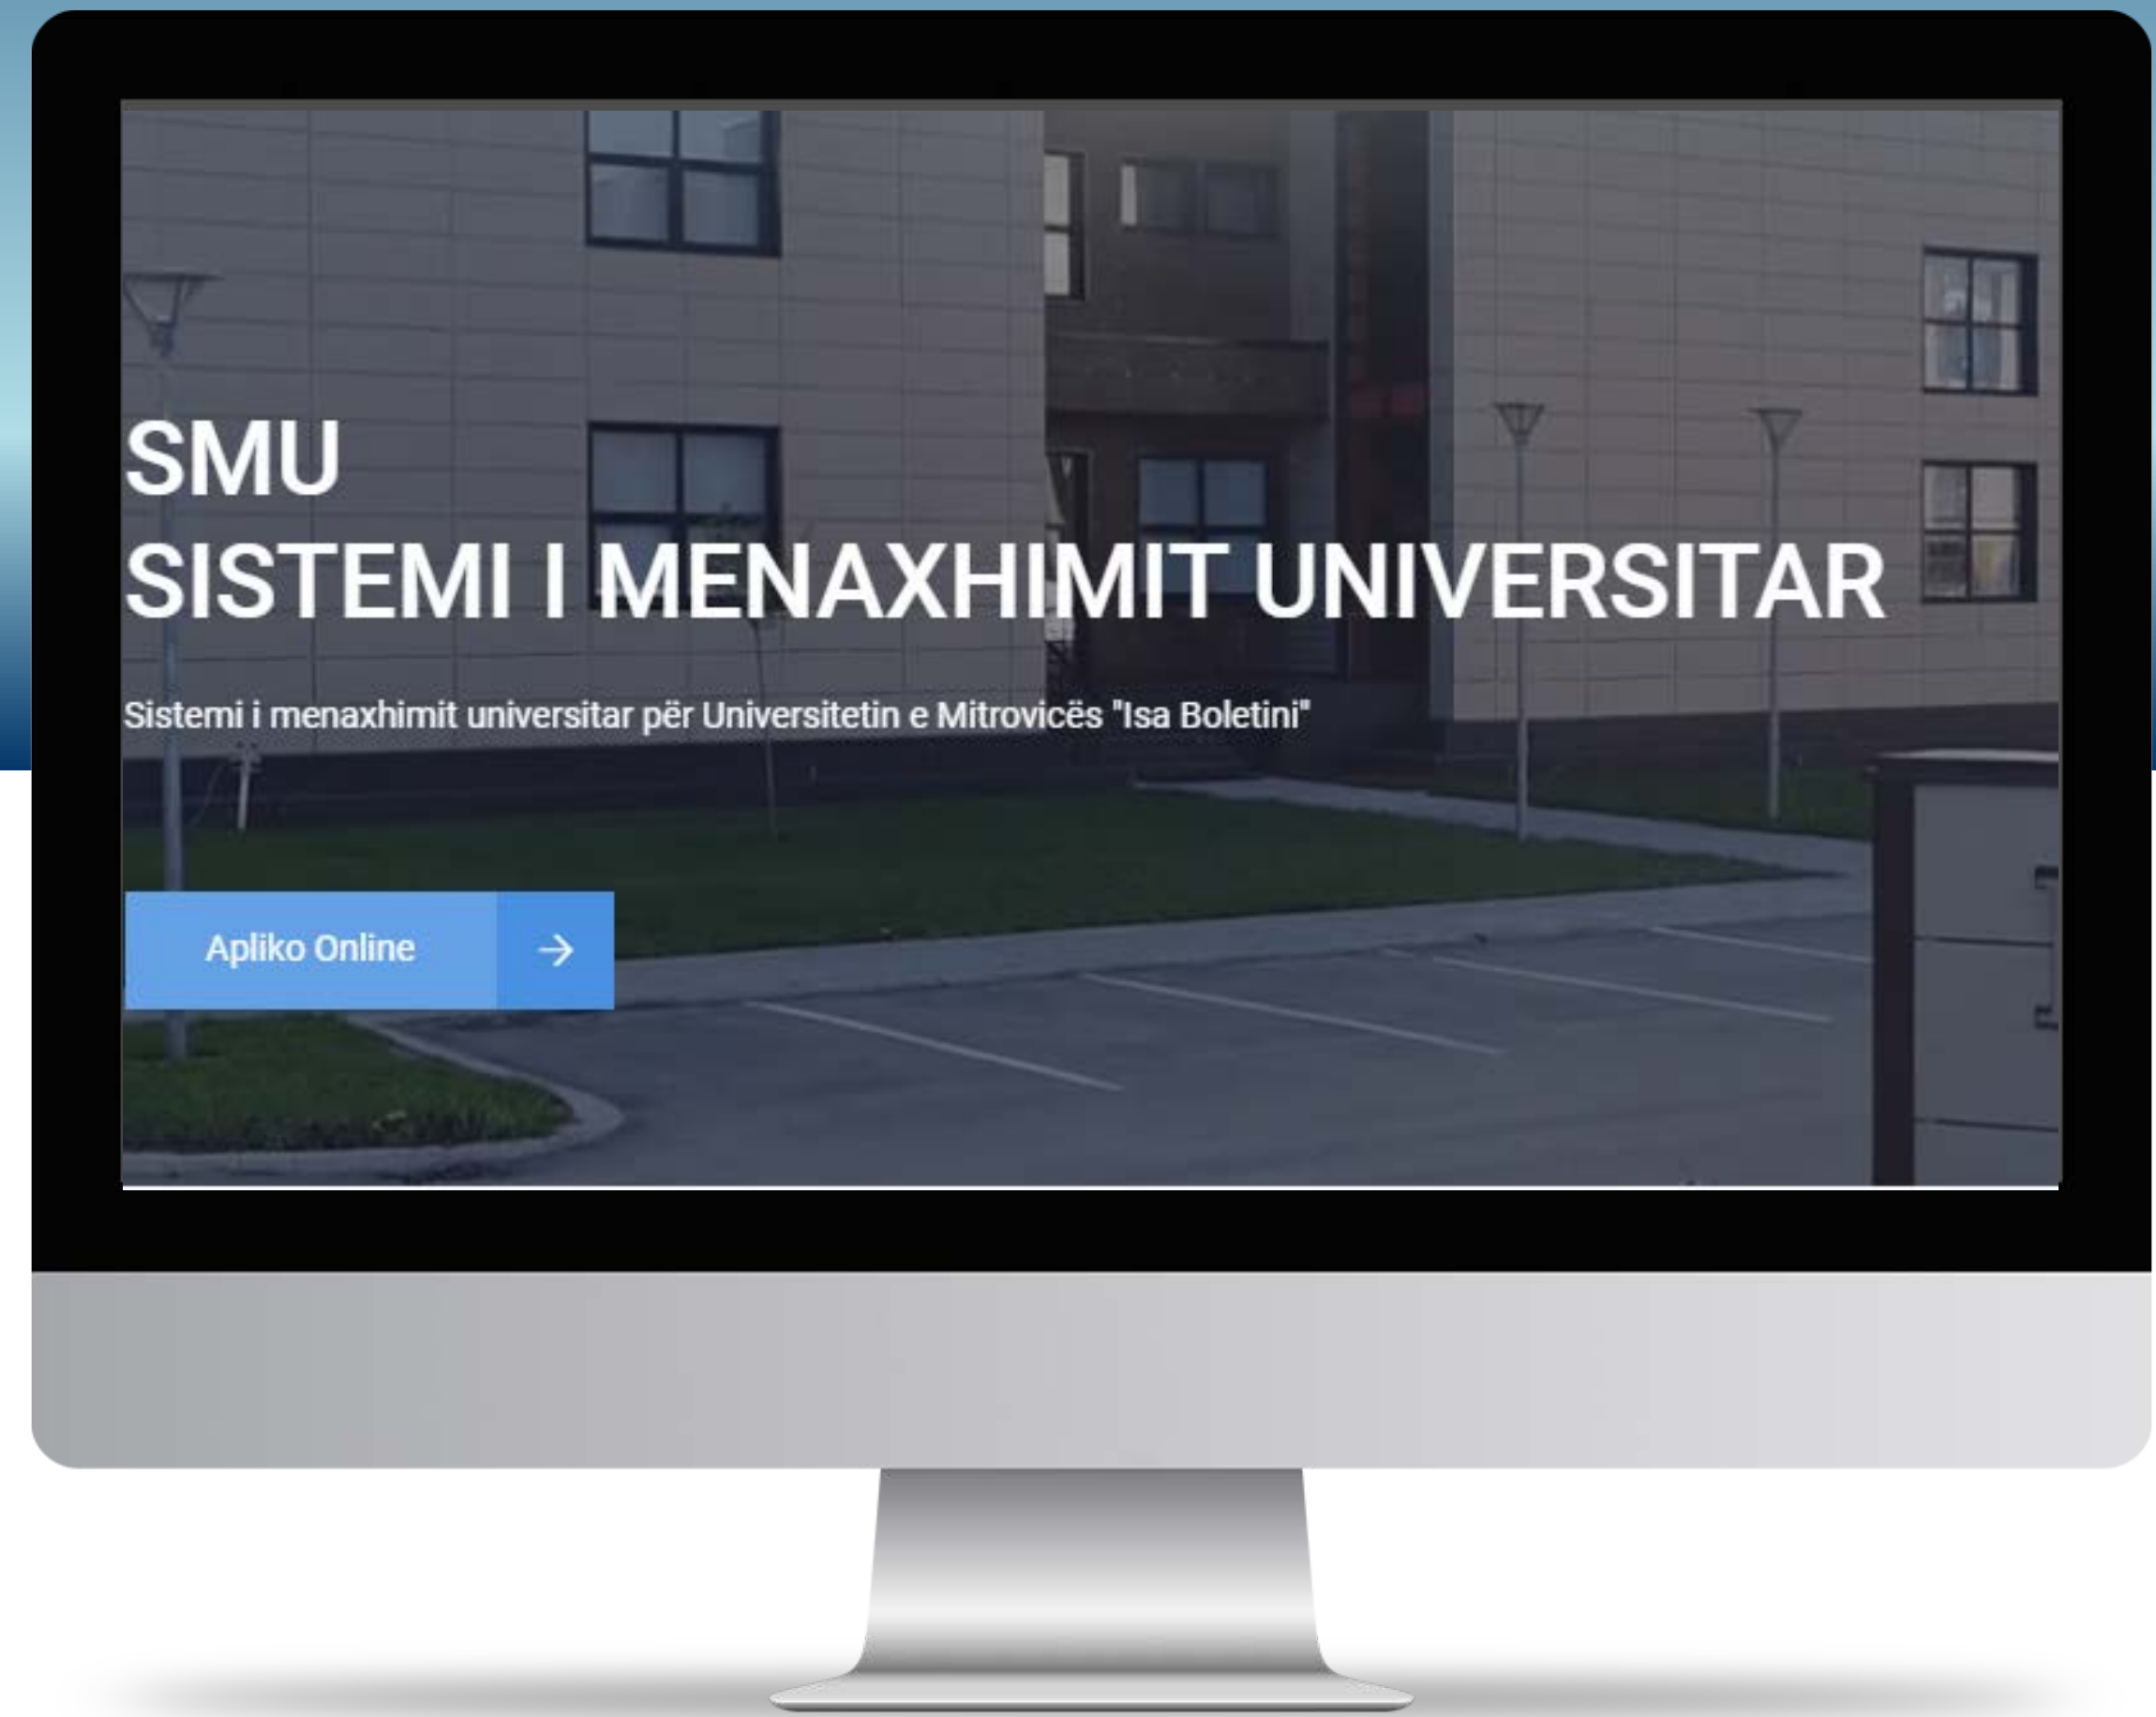 SMU
SISTEMI I MENAXHIMIT UNIVERSITAR
Sistemi i menaxhimit universitar për Universitetin e Mitrovicës "Isa Boletini"
Apliko Online